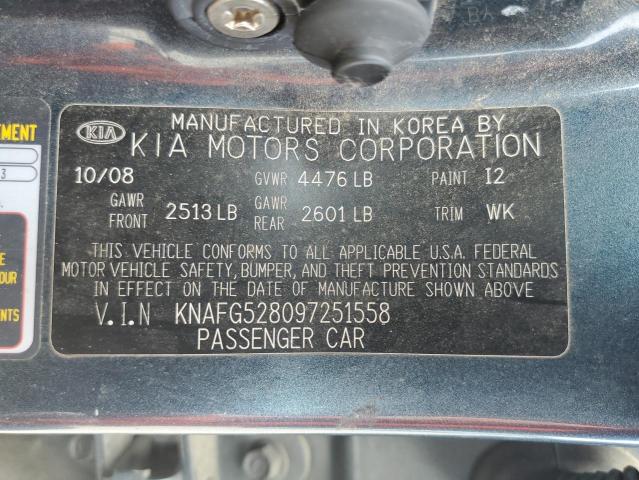 MANUFACTURED IN KOREA BY
KIA KIA MOTORS CORPORATION
10/08 GVWR 4476 LB PAINT I2
GAWR FRONT 2513 LB GAWR REAR 2601 LB TRIM WK
THIS VEHICLE CONFORMS TO ALL APPLICABLE U.S.A. FEDERAL
MOTOR VEHICLE SAFETY, BUMPER, AND THEFT PREVENTION STANDARDS
IN EFFECT ON THE DATE OF MANUFACTURE SHOWN ABOVE
V.I.N KNAFG528097251558
PASSENGER CAR
EMENT
3
OUR
ENTS